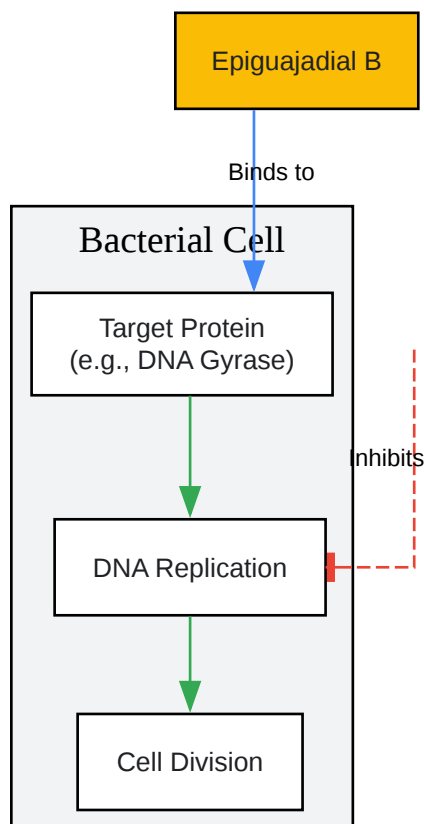 Epiguajadial B
Binds to
Bacterial Cell
Target Protein
(e.g., DNA Gyrase)
Inhibits
DNA Replication
Cell Division